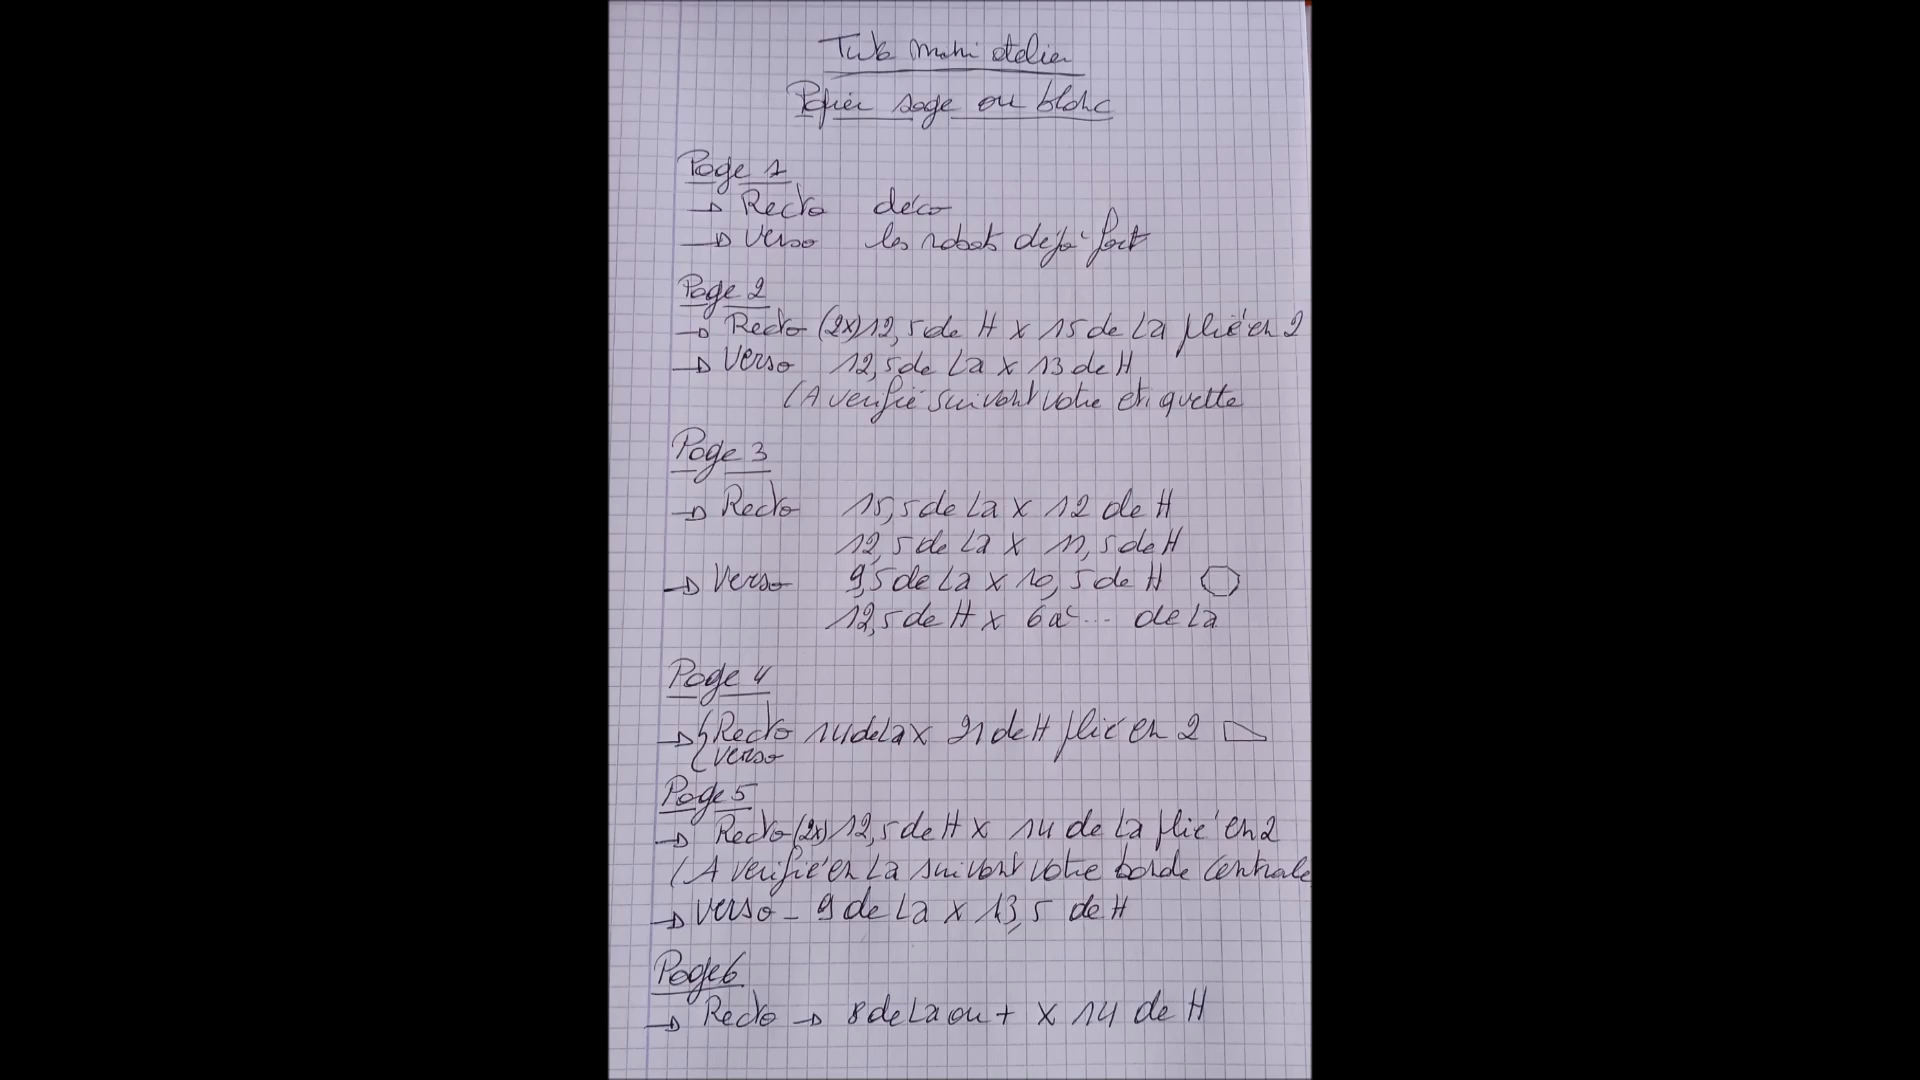 Tuto mini atelier
Papier sage ou blanc
Page 1
→ Recto déco
→ Verso les robots déjà fait
Page 2
→ Recto (2x) 12,5 de H x 15 de La plié en 2
→ Verso 12,5 de La x 13 de H
(A verifié suivant votre etiquette
Page 3
→ Recto 15,5 de La x 12 de H
12,5 de La x 11,5 de H
→ Verso 9,5 de La x 10,5 de H
12,5 de H x 6 a ... de La
Page 4
→ { Recto 14 de La x 21 de H plié en 2
{ verso
Page 5
→ Recto (2x) 12,5 de H x 14 de La plié en 2
(A verifié en La suivant votre bande centrale
→ Verso - 9 de La x 13,5 de H
Page 6
→ Recto → 8 de La ou + x 14 de H